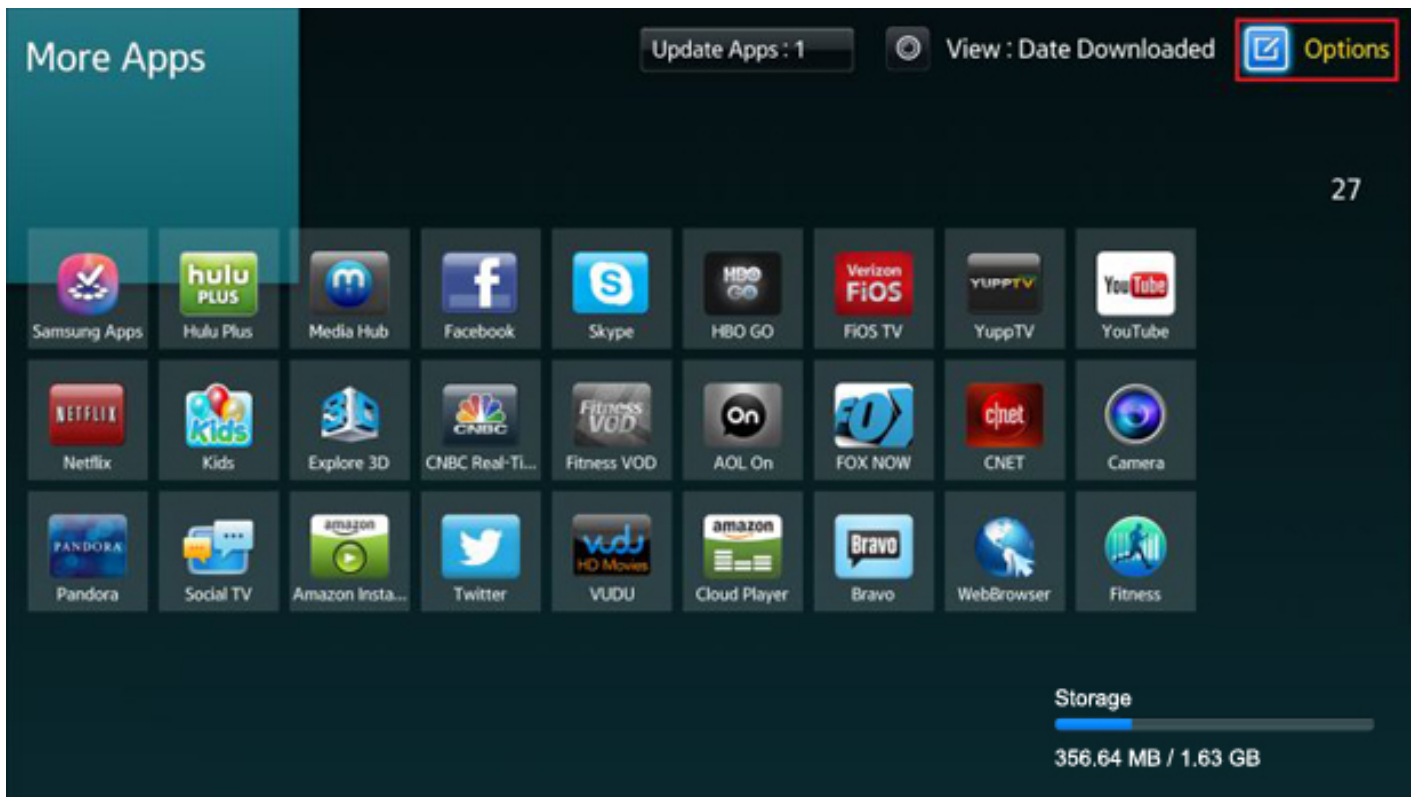 More Apps
Update Apps : 1
View : Date Downloaded
Options
27
hulu
PLUS
m
f
S
HBO
GO
Verizon
FiOS
YUPPTV
You Tube
Samsung Apps
Hulu Plus
Media Hub
Facebook
Skype
HBO GO
FiOS TV
YuppTV
YouTube
NETFLIX
Kids
3D
CNBC
Fitness
VOD
On
FOX
c|net
Netflix
Kids
Explore 3D
CNBC Real-Ti...
Fitness VOD
AOL On
FOX NOW
CNET
Camera
PANDORA
amazon
vudu
HD Movies
amazon
Bravo
Pandora
Social TV
Amazon Insta...
Twitter
VUDU
Cloud Player
Bravo
WebBrowser
Fitness
Storage
356.64 MB / 1.63 GB